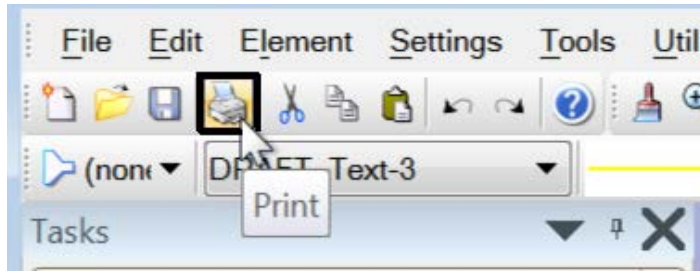 File Edit Element Settings Tools Util
(none DRAFT_Text-3
Print
Tasks